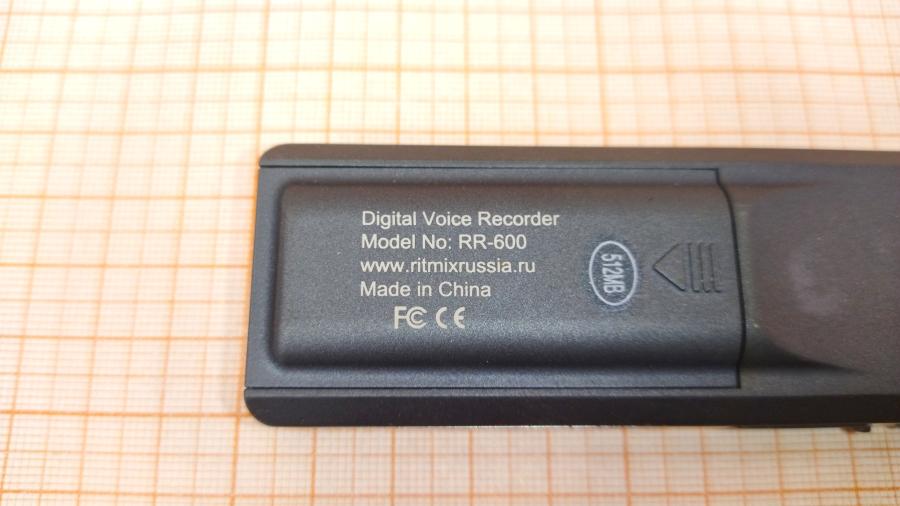 Digital Voice Recorder
Model No: RR-600
www.ritmixrussia.ru
Made in China
FC CE
512MB